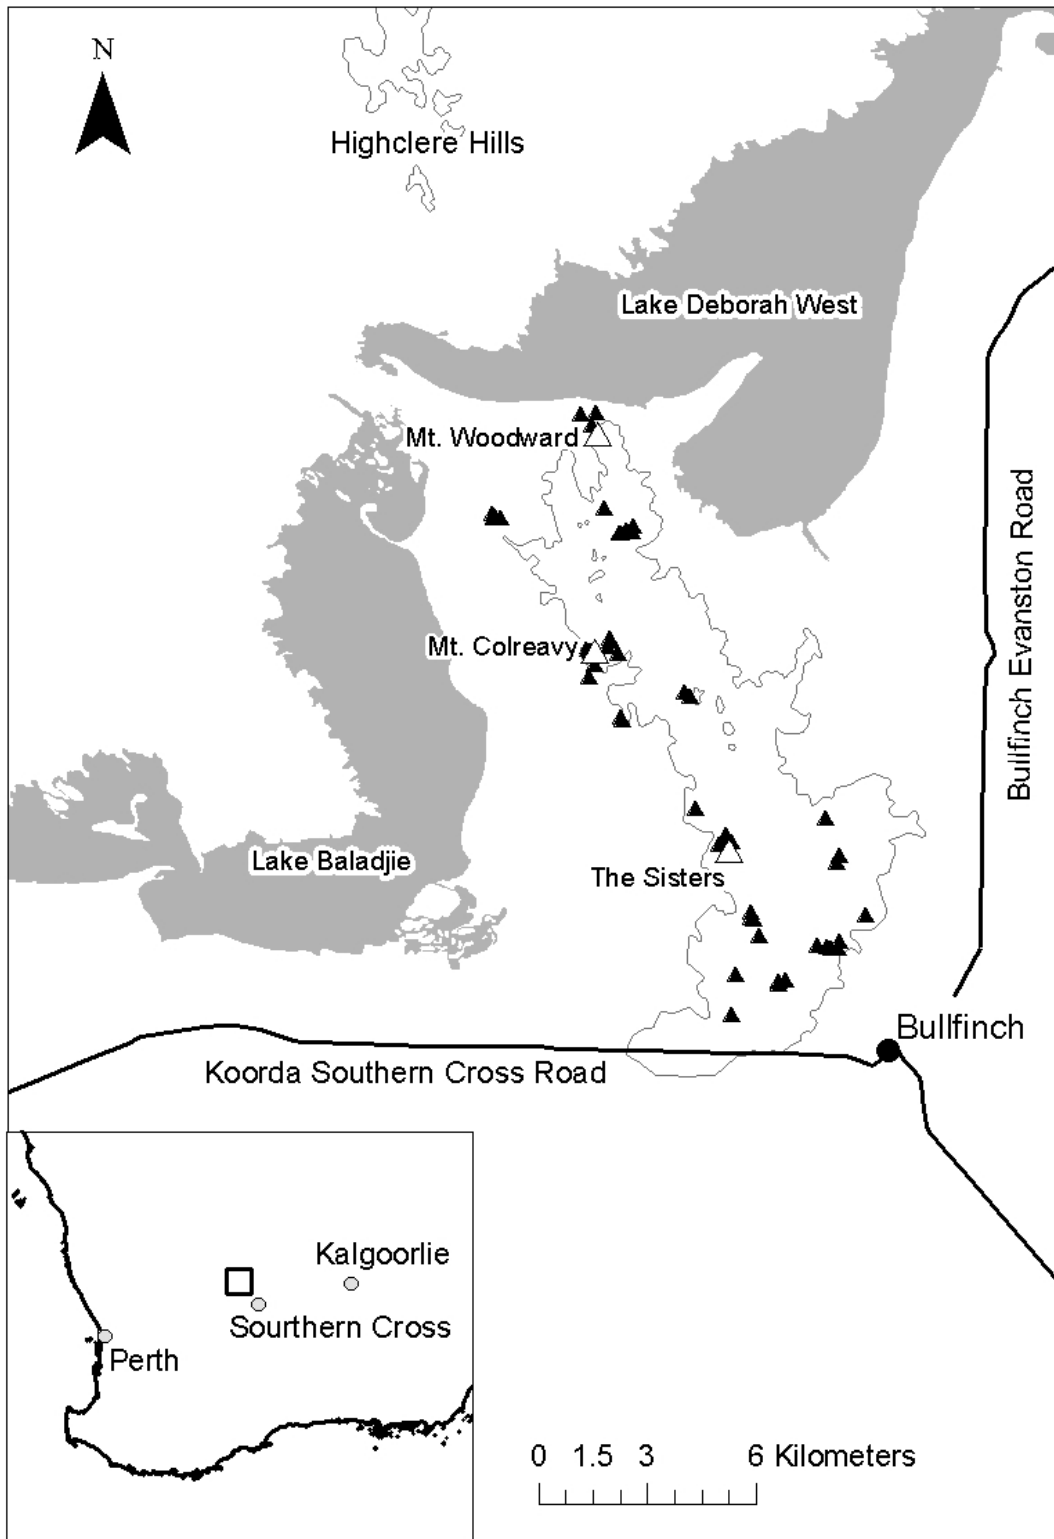 N
Highclere Hills
Lake Deborah West
Mt. Woodward
Bullfinch Evanston Road
Mt. Colreavy
Lake Baladjie
The Sisters
Bullfinch
Koorda Southern Cross Road
Kalgoorlie
Sourthern Cross
Perth
0 1.5 3 6 Kilometers